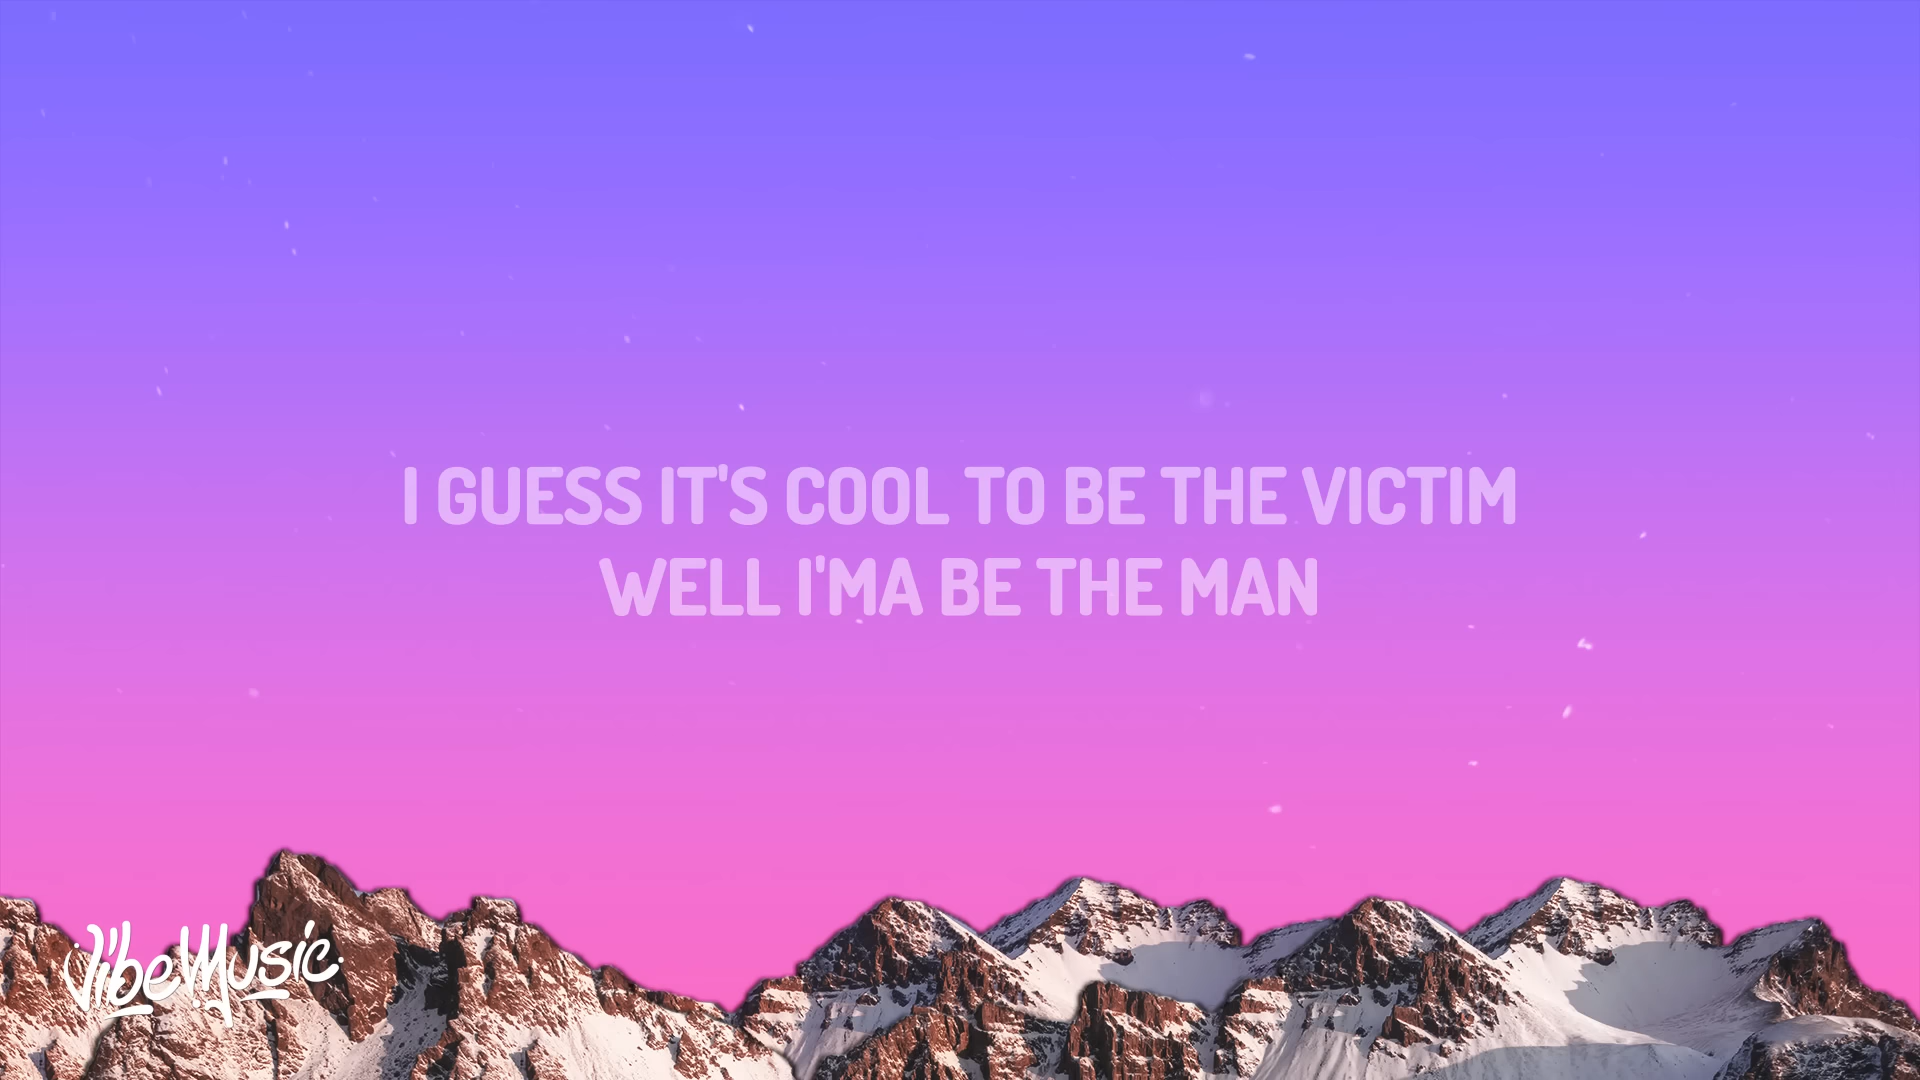 I GUESS IT'S COOL TO BE THE VICTIM
WELL I'MA BE THE MAN
VibeMusic